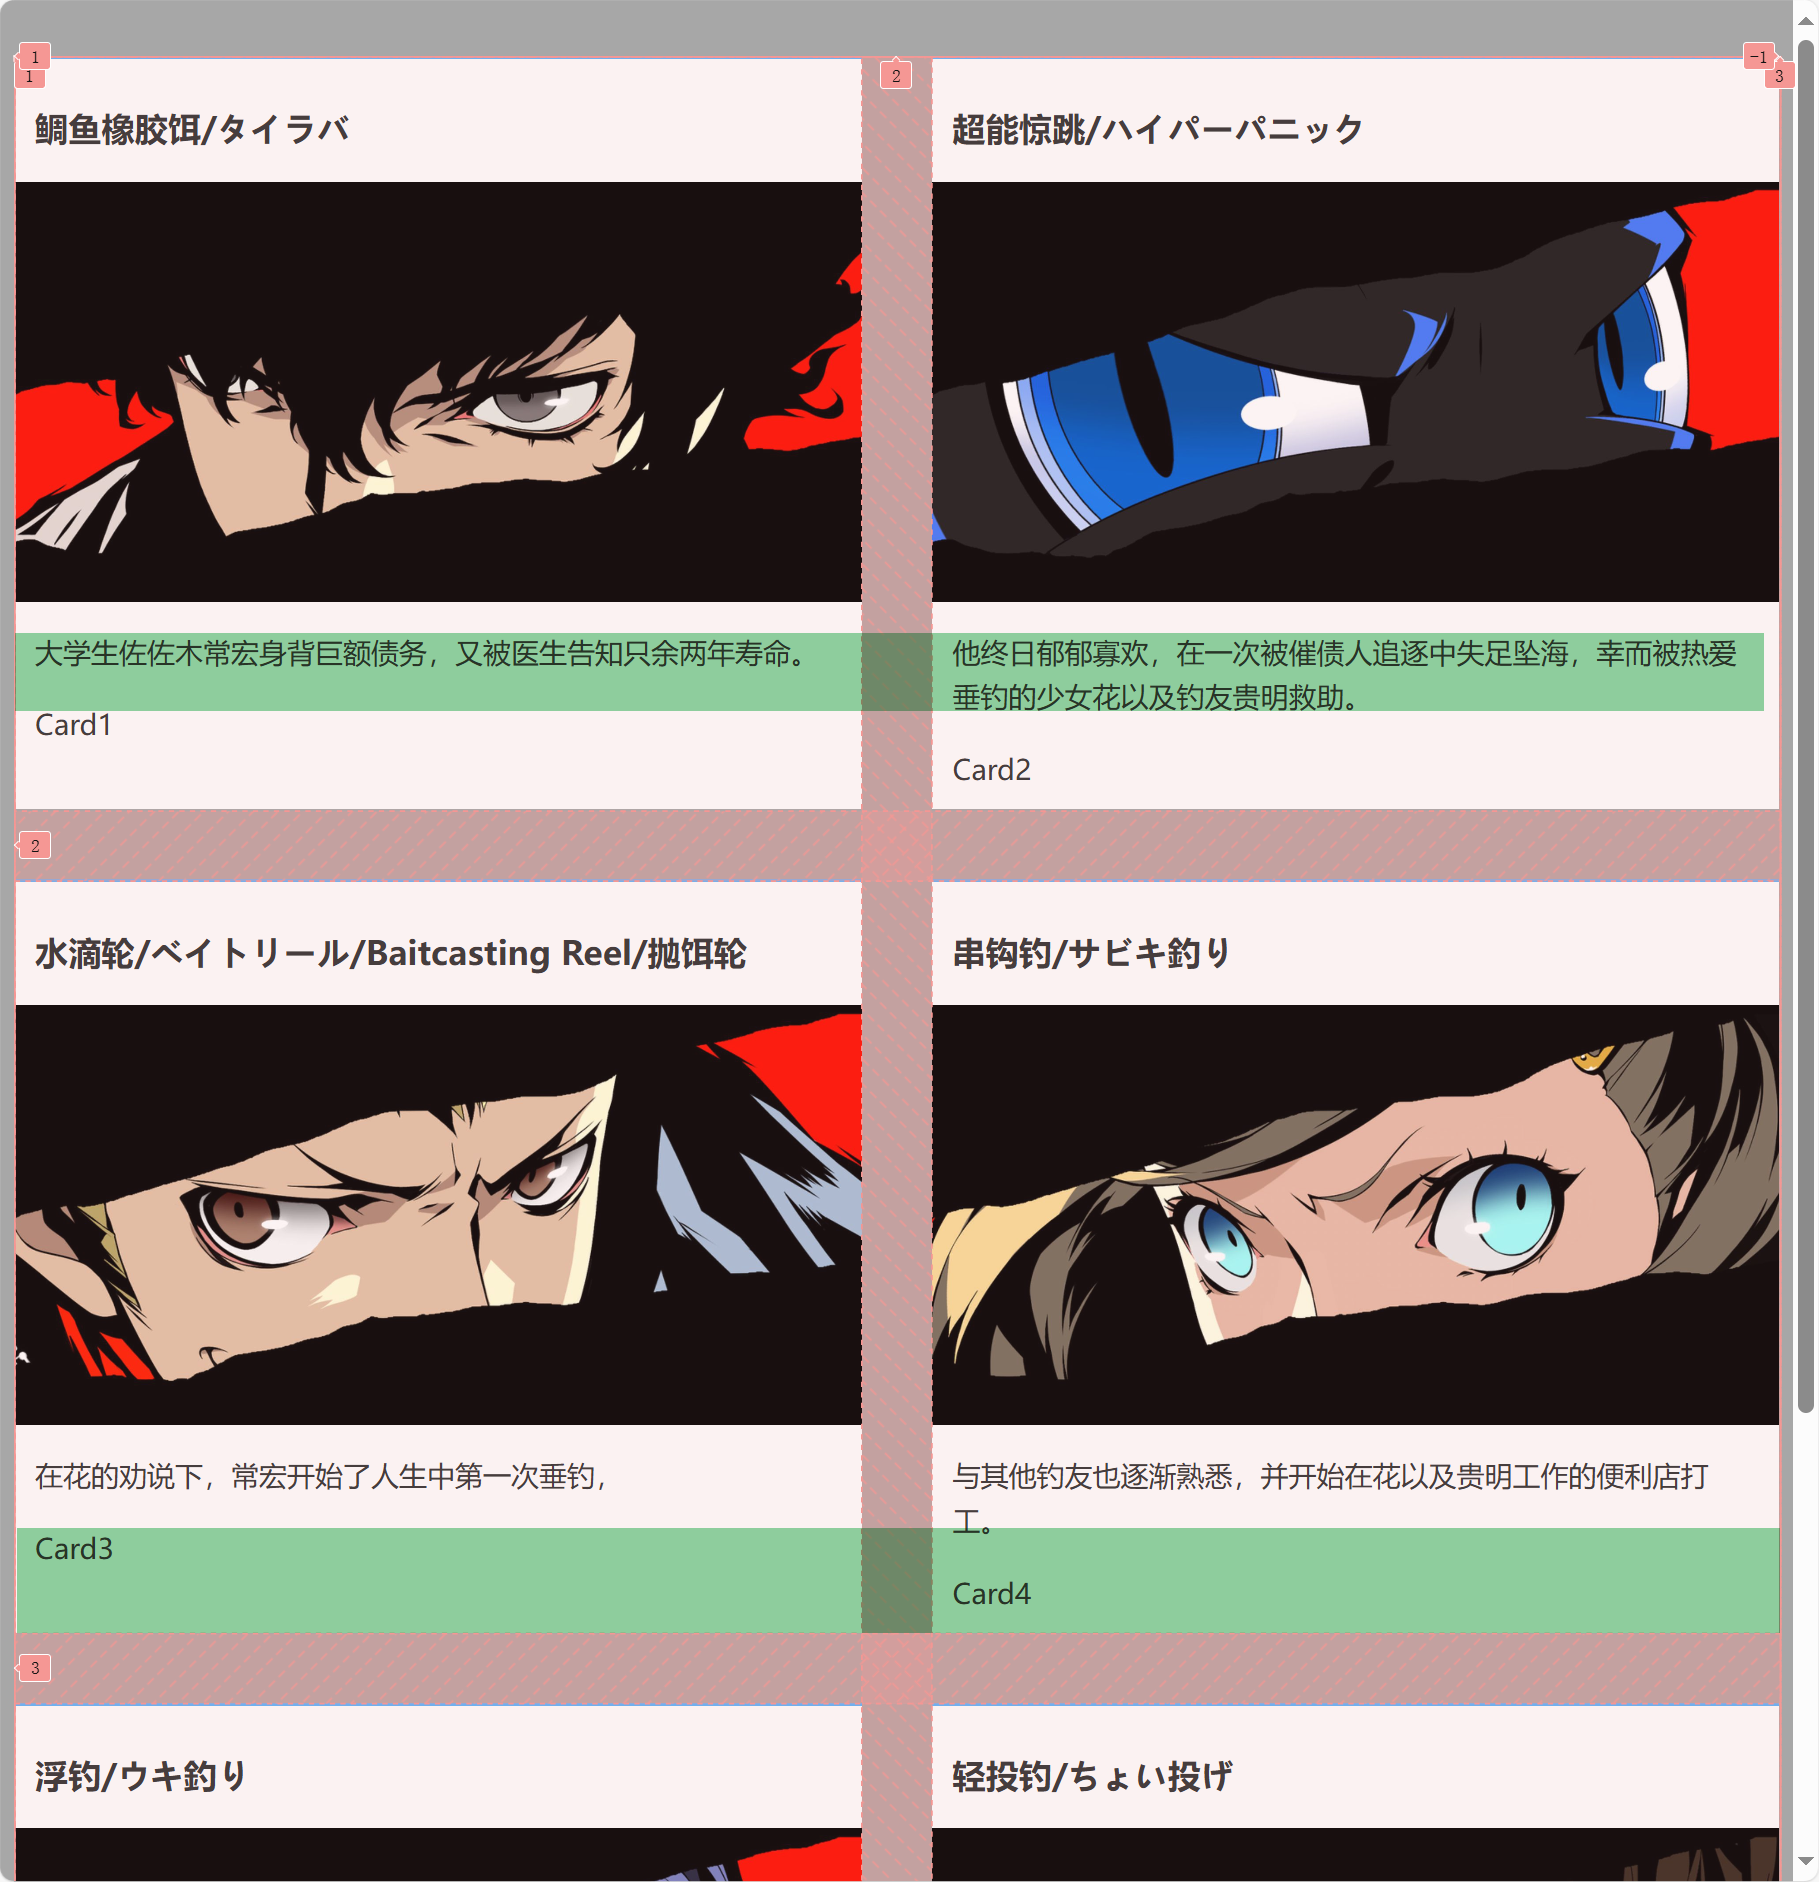 1
1
2
-1
3
鲷鱼橡胶饵/タイラバ
超能惊跳/ハイパーパニック
大学生佐佐木常宏身背巨额债务，又被医生告知只余两年寿命。
Card1
他终日郁郁寡欢，在一次被催债人追逐中失足坠海，幸而被热爱
垂钓的少女花以及钓友贵明救助。
Card2
2
水滴轮/ベイトリール/Baitcasting Reel/抛饵轮
串钩钓/サビキ釣り
在花的劝说下，常宏开始了人生中第一次垂钓，
Card3
与其他钓友也逐渐熟悉，并开始在花以及贵明工作的便利店打
工。
Card4
3
浮钓/ウキ釣り
轻投钓/ちょい投げ